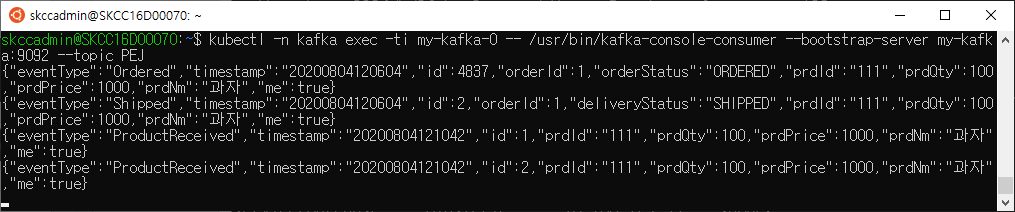 skccadmin@SKCC16D00070: ~
skccadmin@SKCC16D00070:~$ kubectl -n kafka exec -ti my-kafka-0 -- /usr/bin/kafka-console-consumer --bootstrap-server my-kafk
a:9092 --topic PEJ
{"eventType":"Ordered","timestamp":"20200804120604","id":4837,"orderId":1,"orderStatus":"ORDERED","prdId":"111","prdQty":100
,"prdPrice":1000,"prdNm":"과자","me":true}
{"eventType":"Shipped","timestamp":"20200804120604","id":2,"orderId":1,"deliveryStatus":"SHIPPED","prdId":"111","prdQty":100
,"prdPrice":1000,"prdNm":"과자","me":true}
{"eventType":"ProductReceived","timestamp":"20200804121042","id":1,"prdId":"111","prdQty":100,"prdPrice":1000,"prdNm":"과자"
,"me":true}
{"eventType":"ProductReceived","timestamp":"20200804121042","id":2,"prdId":"111","prdQty":100,"prdPrice":1000,"prdNm":"과자"
,"me":true}